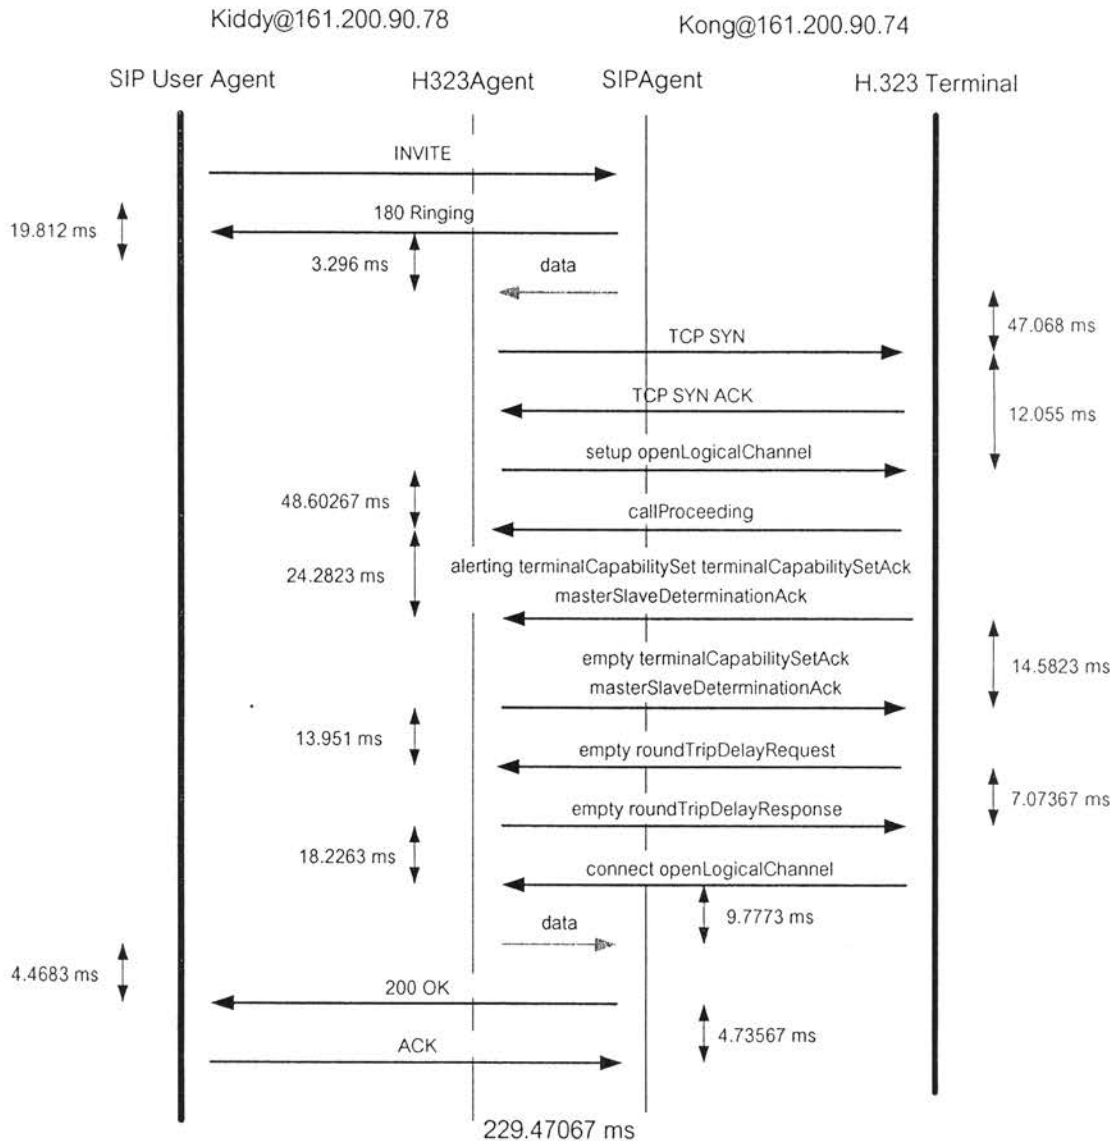 Kiddy@161.200.90.78
Kong@161.200.90.74
SIP User Agent
H323Agent
SIPAgent
H.323 Terminal
INVITE
180 Ringing
19.812 ms
3.296 ms
data
47.068 ms
TCP SYN
TCP SYN ACK
12.055 ms
setup openLogicalChannel
48.60267 ms
callProceeding
24.2823 ms
alerting terminalCapabilitySet terminalCapabilitySetAck
masterSlaveDeterminationAck
empty terminalCapabilitySetAck
14.5823 ms
masterSlaveDeterminationAck
13.951 ms
empty roundTripDelayRequest
7.07367 ms
empty roundTripDelayResponse
18.2263 ms
connect openLogicalChannel
9.7773 ms
data
4.4683 ms
200 OK
4.73567 ms
ACK
229.47067 ms